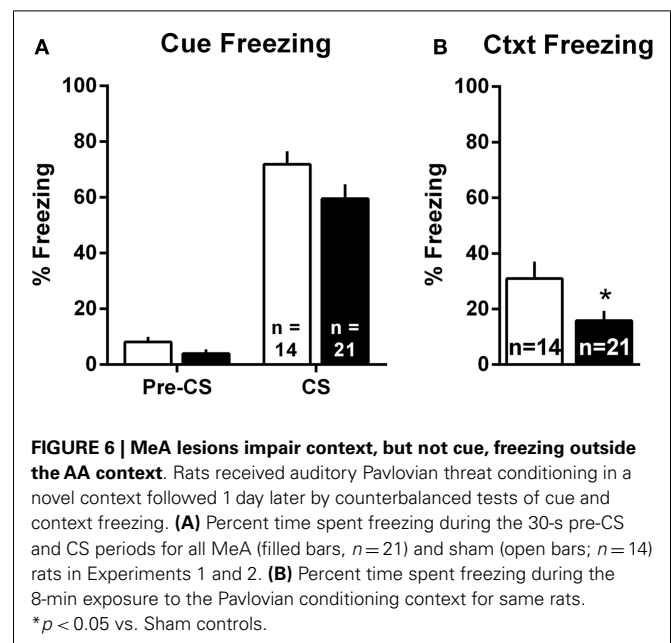 A
Cue Freezing
B
Ctxt Freezing
% Freezing
100
80
60
40
20
0
n =
14
n =
21
Pre-CS
CS
% Freezing
100
80
60
40
20
0
*
n=14
n=21
FIGURE 6 | MeA lesions impair context, but not cue, freezing outside
the AA context. Rats received auditory Pavlovian threat conditioning in a
novel context followed 1 day later by counterbalanced tests of cue and
context freezing. (A) Percent time spent freezing during the 30-s pre-CS
and CS periods for all MeA (filled bars, n = 21) and sham (open bars; n = 14)
rats in Experiments 1 and 2. (B) Percent time spent freezing during the
8-min exposure to the Pavlovian conditioning context for same rats.
*p < 0.05 vs. Sham controls.